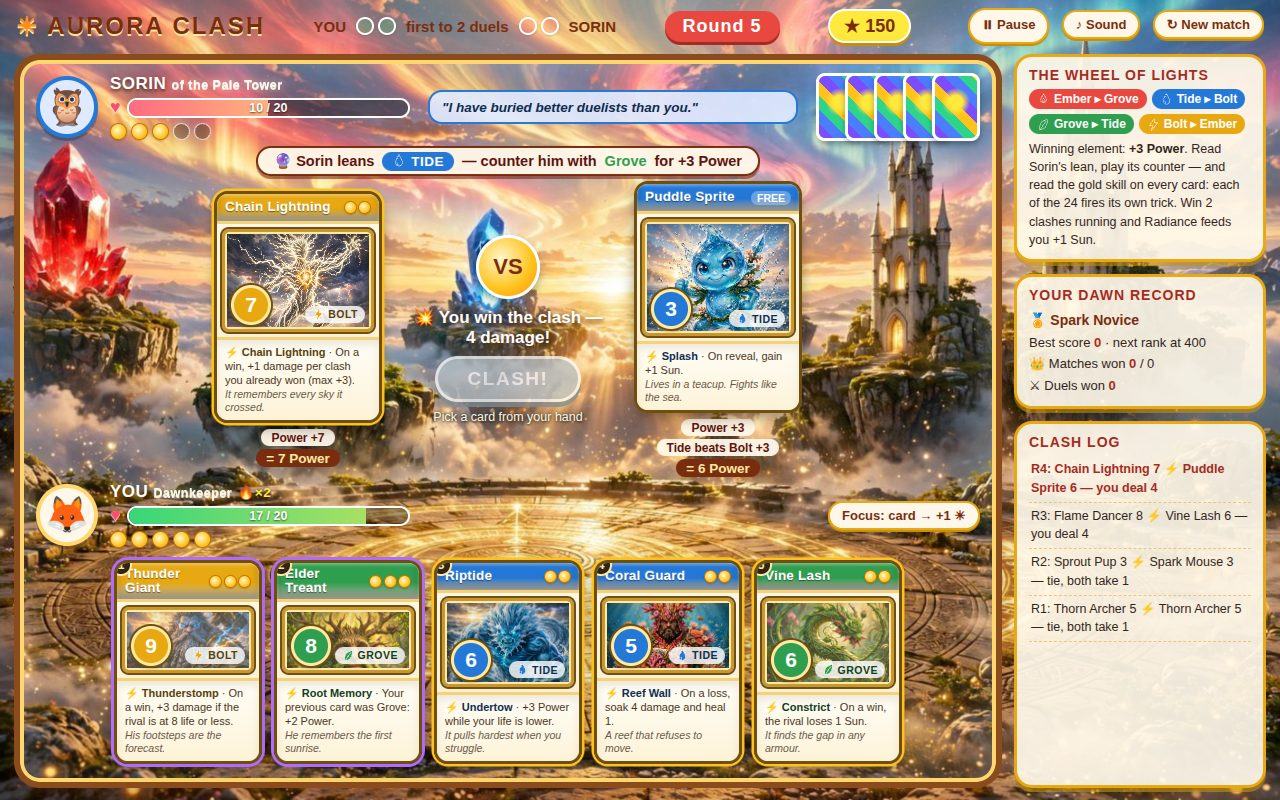 AURORA CLASH
YOU first to 2 duels SORIN
Round 5
★ 150
⏸ Pause
♪ Sound
↻ New match
SORIN of the Pale Tower
10 / 20
"I have buried better duelists than you."
Sorin leans TIDE — counter him with Grove for +3 Power
Chain Lightning
7
BOLT
⚡ Chain Lightning · On a
win, +1 damage per clash
you already won (max +3).
It remembers every sky it
crossed.
Power +7
= 7 Power
VS
💥 You win the clash —
4 damage!
CLASH!
Pick a card from your hand
Puddle Sprite FREE
3
TIDE
⚡ Splash · On reveal, gain
+1 Sun.
Lives in a teacup. Fights like
the sea.
Power +3
Tide beats Bolt +3
= 6 Power
YOU Dawnkeeper 🔥×2
17 / 20
Focus: card → +1 ☀
Thunder
Giant
9
BOLT
⚡ Thunderstomp · On
a win, +3 damage if the
rival is at 8 life or less.
His footsteps are the
forecast.
Elder
Treant
8
GROVE
⚡ Root Memory · Your
previous card was Grove:
+2 Power.
He remembers the first
sunrise.
Riptide
6
TIDE
⚡ Undertow · +3 Power
while your life is lower.
It pulls hardest when you
struggle.
Coral Guard
5
TIDE
⚡ Reef Wall · On a loss,
soak 4 damage and heal
1.
A reef that refuses to
move.
Vine Lash
6
GROVE
⚡ Constrict · On a win,
the rival loses 1 Sun.
It finds the gap in any
armour.
THE WHEEL OF LIGHTS
Ember ▸ Grove
Tide ▸ Bolt
Grove ▸ Tide
Bolt ▸ Ember
Winning element: +3 Power. Read
Sorin's lean, play its counter — and
read the gold skill on every card: each
of the 24 fires its own trick. Win 2
clashes running and Radiance feeds
you +1 Sun.
YOUR DAWN RECORD
🏅 Spark Novice
Best score 0 · next rank at 400
👑 Matches won 0 / 0
⚔ Duels won 0
CLASH LOG
R4: Chain Lightning 7 ⚡ Puddle
Sprite 6 — you deal 4
R3: Flame Dancer 8 ⚡ Vine Lash 6 —
you deal 4
R2: Sprout Pup 3 ⚡ Spark Mouse 3
— tie, both take 1
R1: Thorn Archer 5 ⚡ Thorn Archer 5
— tie, both take 1